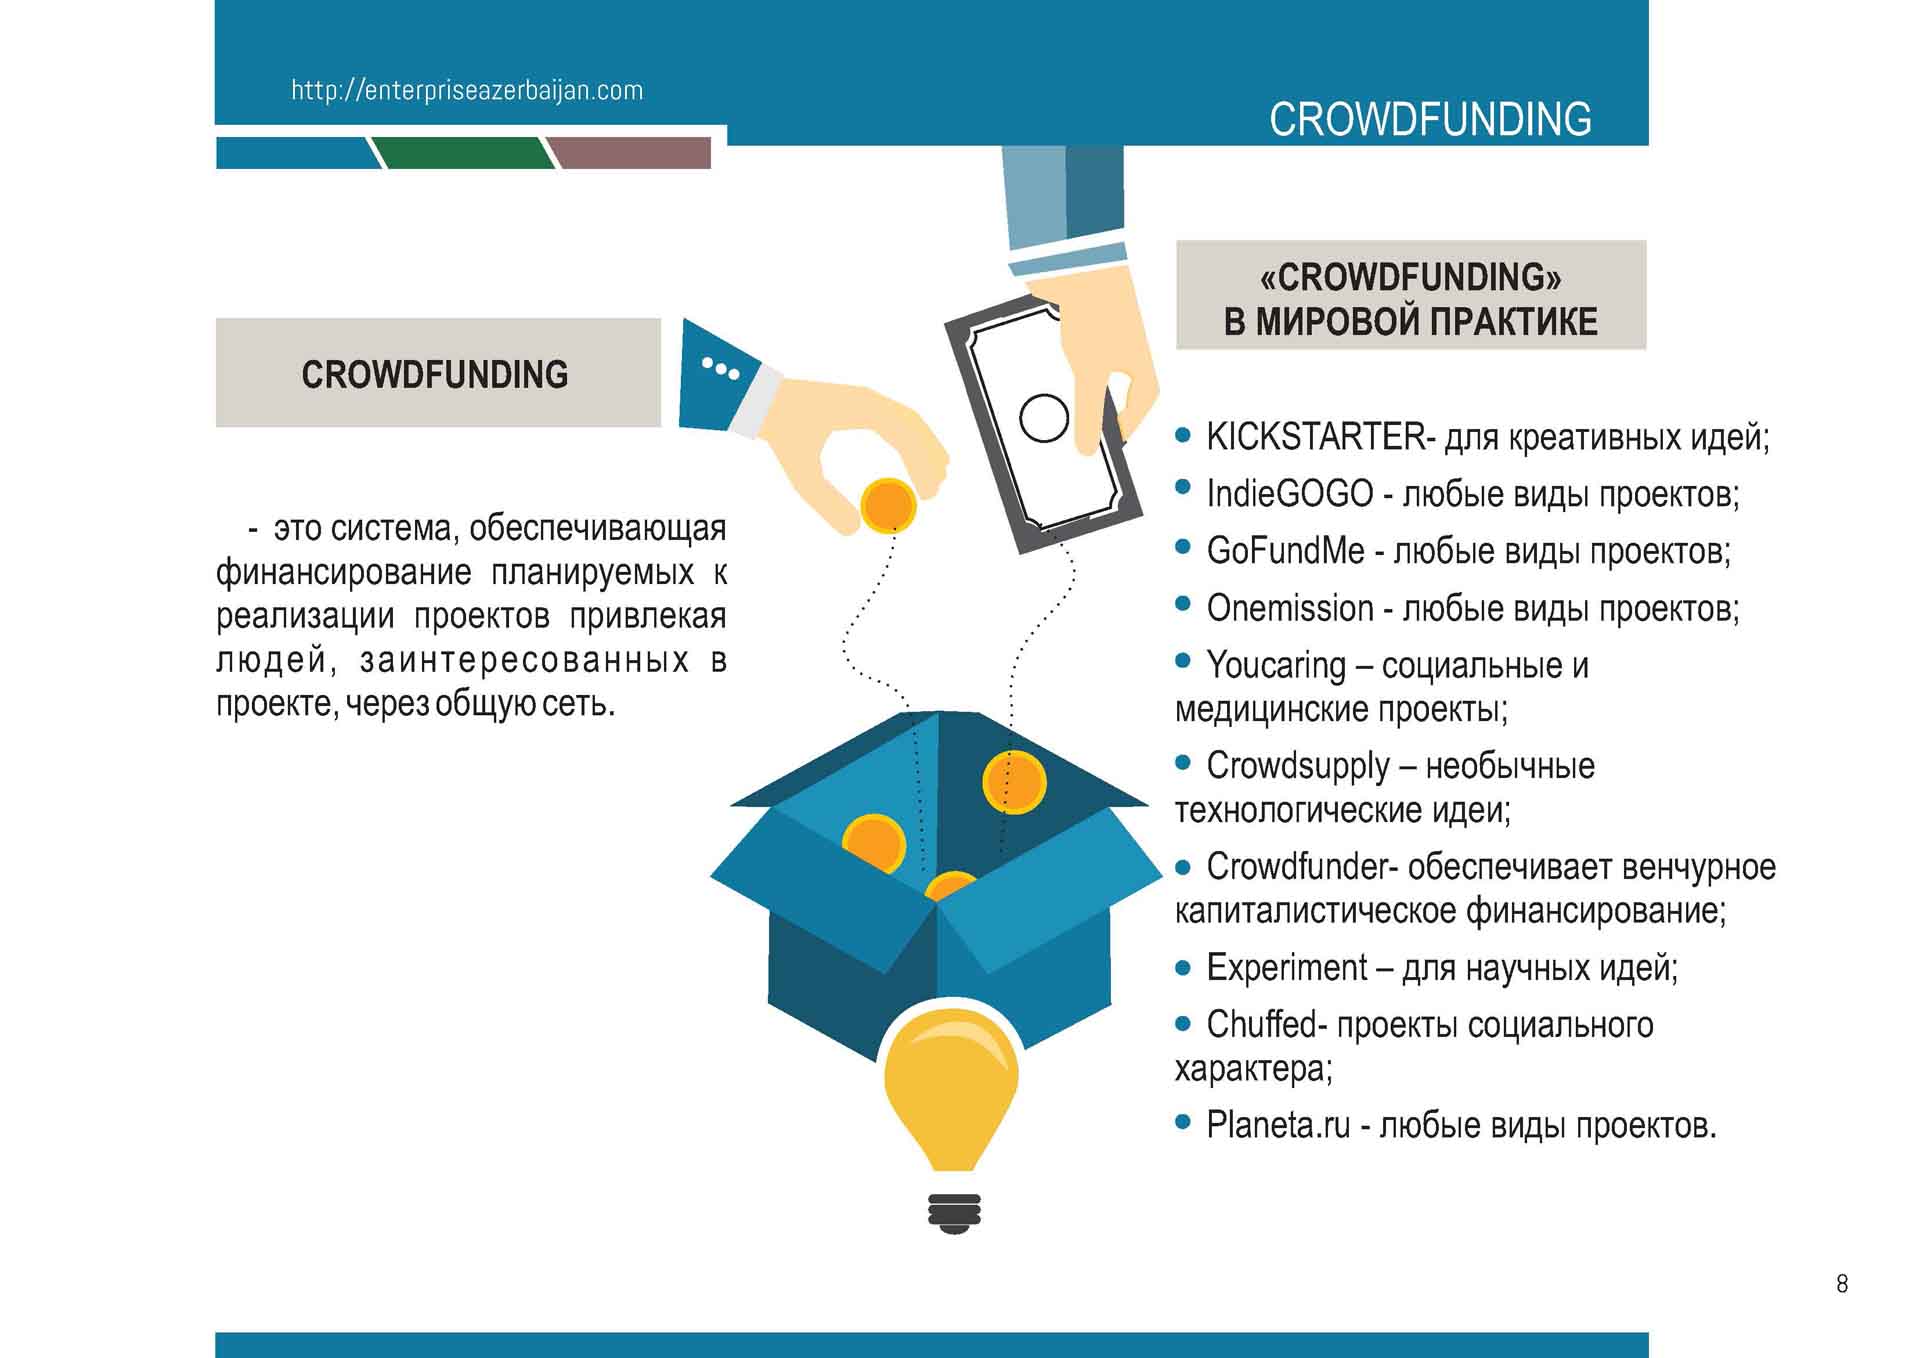 http://enterpriseazerbaijan.com
CROWDFUNDING
CROWDFUNDING
- это система, обеспечивающая
финансирование планируемых к
реализации проектов привлекая
людей, заинтересованных в
проекте, через общую сеть.
«CROWDFUNDING»
В МИРОВОЙ ПРАКТИКЕ
• KICKSTARTER- для креативных идей;
• IndieGOGO - любые виды проектов;
• GoFundMe - любые виды проектов;
• Onemission - любые виды проектов;
• Youcaring – социальные и
медицинские проекты;
• Crowdsupply – необычные
технологические идеи;
• Crowdfunder- обеспечивает венчурное
капиталистическое финансирование;
• Experiment – для научных идей;
• Chuffed- проекты социального
характера;
• Planeta.ru - любые виды проектов.
8